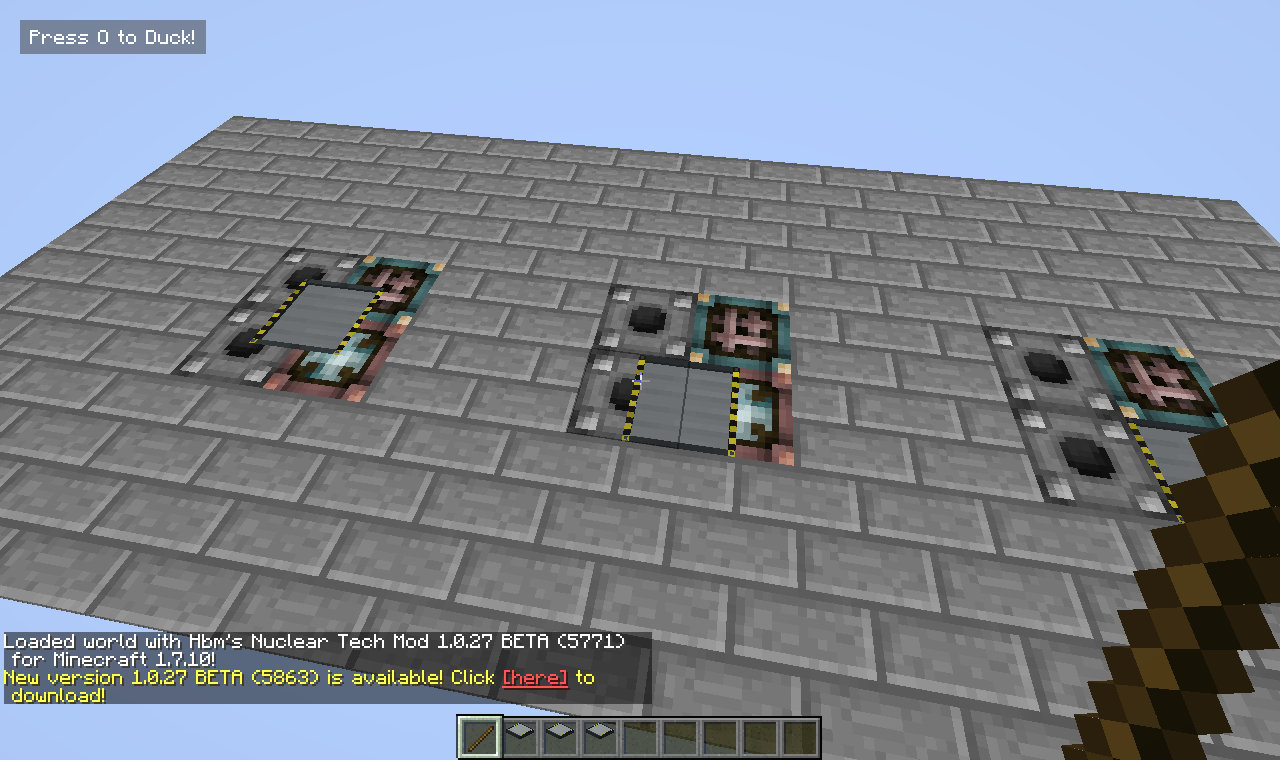 Press O to Duck!
Loaded world with Hbm's Nuclear Tech Mod 1.0.27 BETA (5771)
for Minecraft 1.7.10!
New version 1.0.27 BETA (5863) is available! Click [here] to
download!